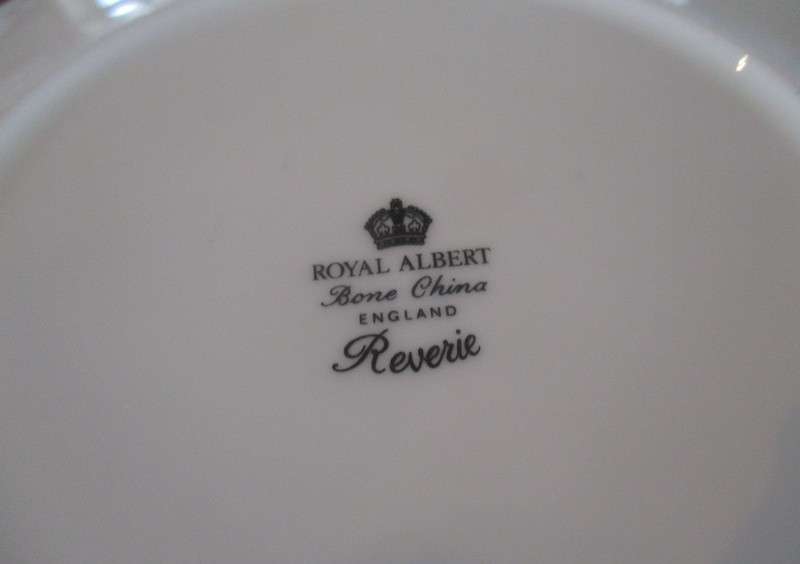 ROYAL ALBERT
Bone China
ENGLAND
Reverie